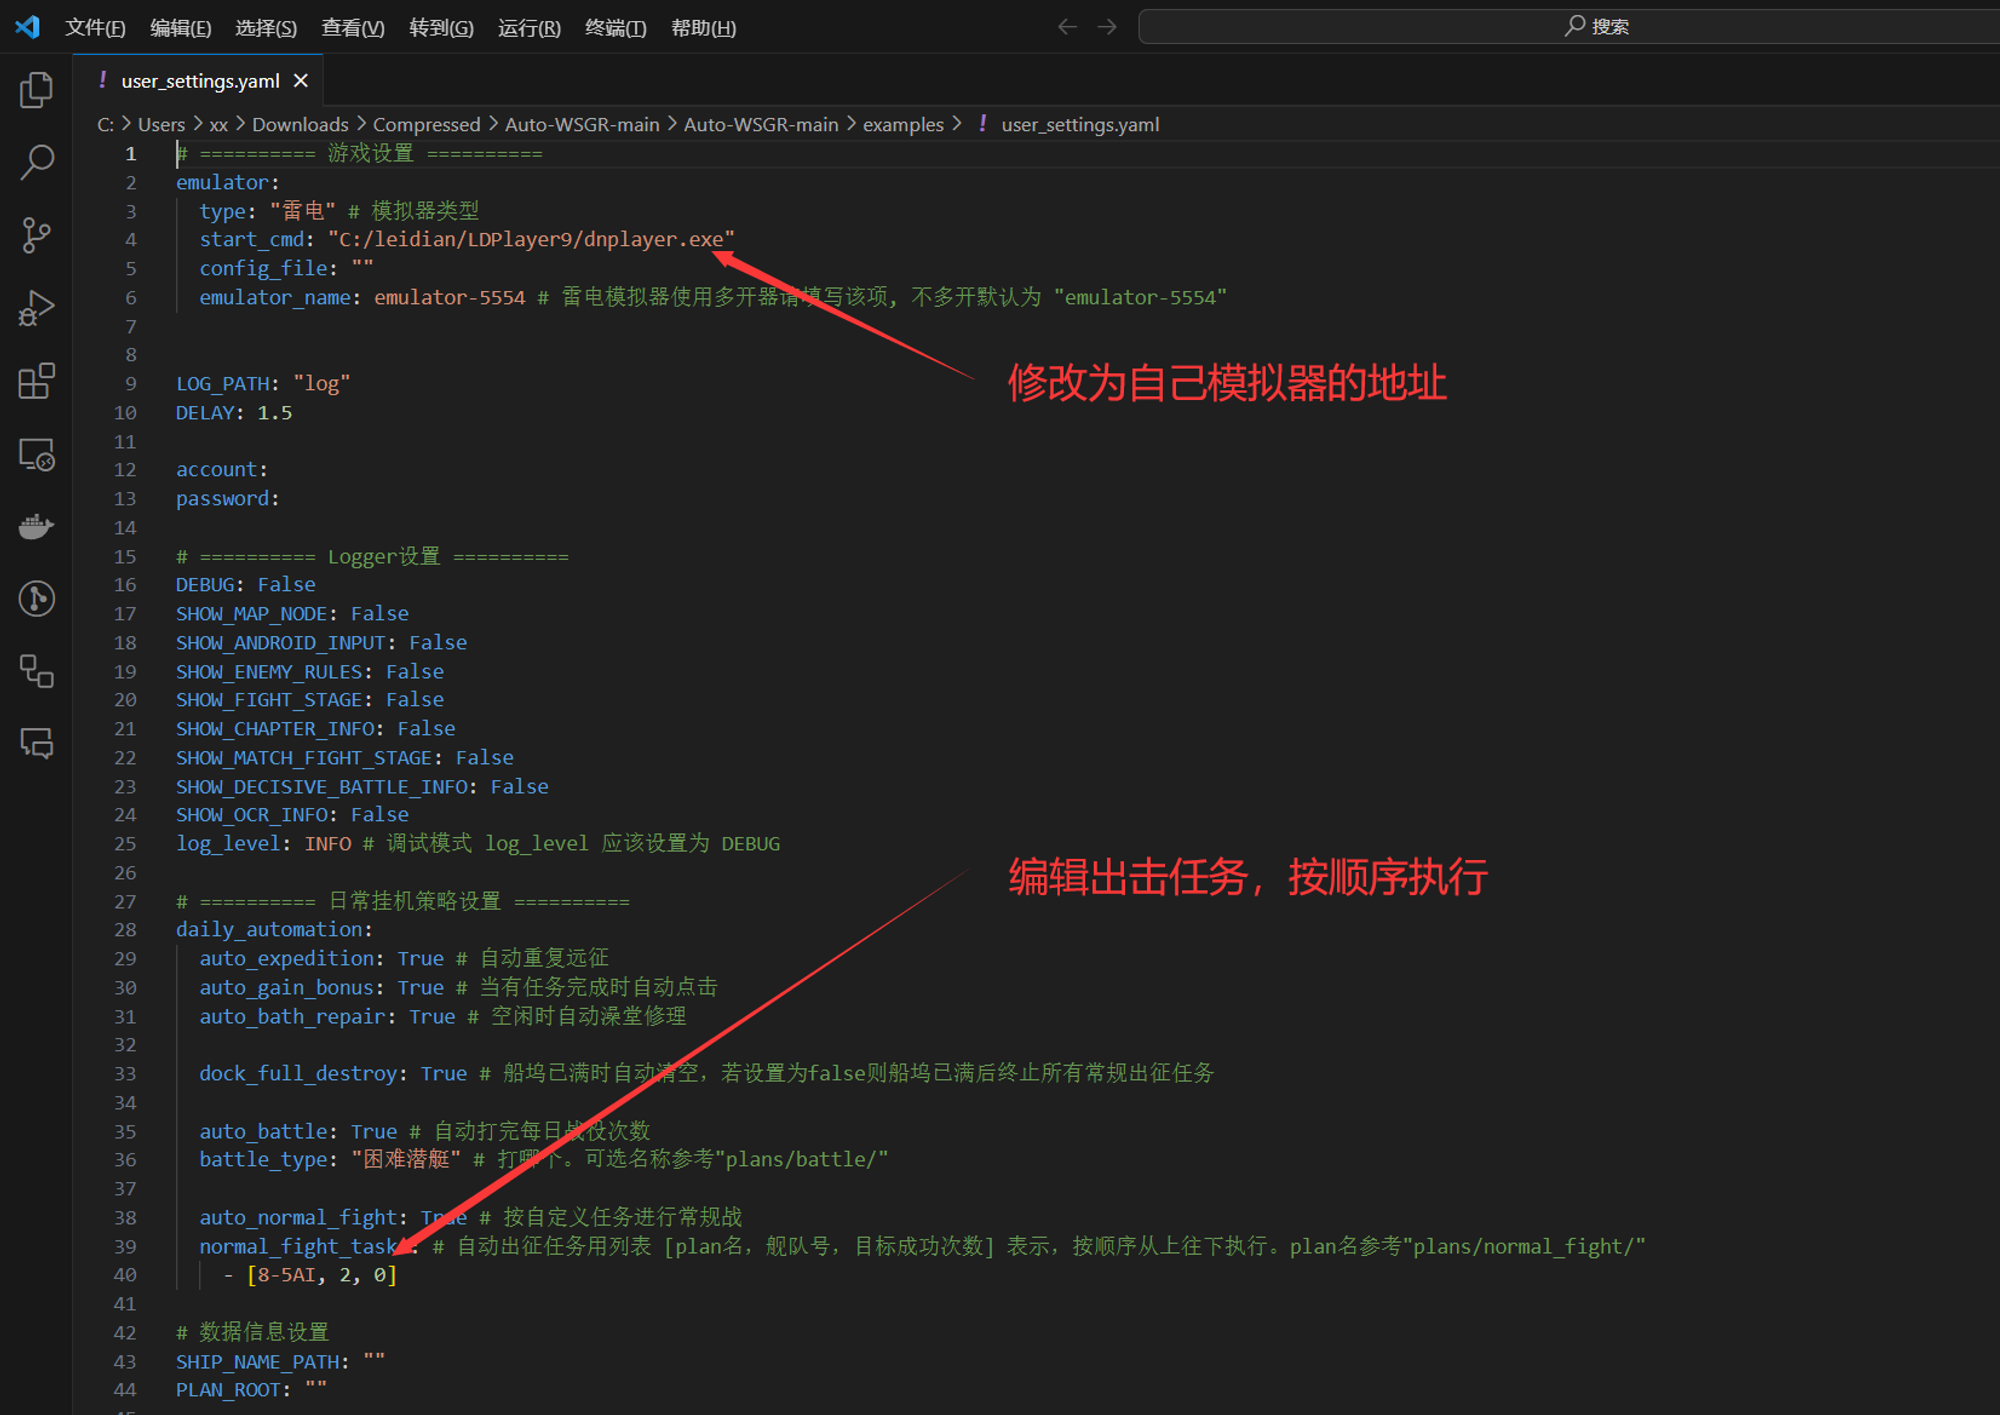 文件(F) 编辑(E) 选择(S) 查看(V) 转到(G) 运行(R) 终端(T) 帮助(H) 搜索
! user_settings.yaml
C: > Users > xx > Downloads > Compressed > Auto-WSGR-main > Auto-WSGR-main > examples > ! user_settings.yaml
1 # ========== 游戏设置 ==========
2 emulator:
3 type: "雷电" # 模拟器类型
4 start_cmd: "C:/leidian/LDPlayer9/dnplayer.exe"
5 config_file: ""
6 emulator_name: emulator-5554 # 雷电模拟器使用多开器请填写该项, 不多开默认为 "emulator-5554"
7
8
修改为自己模拟器的地址
9 LOG_PATH: "log"
10 DELAY: 1.5
11
12 account:
13 password:
14
15 # ========== Logger设置 ==========
16 DEBUG: False
17 SHOW_MAP_NODE: False
18 SHOW_ANDROID_INPUT: False
19 SHOW_ENEMY_RULES: False
20 SHOW_FIGHT_STAGE: False
21 SHOW_CHAPTER_INFO: False
22 SHOW_MATCH_FIGHT_STAGE: False
23 SHOW_DECISIVE_BATTLE_INFO: False
24 SHOW_OCR_INFO: False
25 log_level: INFO # 调试模式 log_level 应该设置为 DEBUG
编辑出击任务，按顺序执行
26
27 # ========== 日常挂机策略设置 ==========
28 daily_automation:
29 auto_expedition: True # 自动重复远征
30 auto_gain_bonus: True # 当有任务完成时自动点击
31 auto_bath_repair: True # 空闲时自动澡堂修理
32
33 dock_full_destroy: True # 船坞已满时自动清空，若设置为false则船坞已满后终止所有常规出征任务
34
35 auto_battle: True # 自动打完每日战役次数
36 battle_type: "困难潜艇" # 打哪个。可选名称参考"plans/battle/"
37
38 auto_normal_fight: True # 按自定义任务进行常规战
39 normal_fight_tasks: # 自动出征任务用列表 [plan名，舰队号，目标成功次数] 表示，按顺序从上往下执行。plan名参考"plans/normal_fight/"
40 - [8-5AI, 2, 0]
41
42 # 数据信息设置
43 SHIP_NAME_PATH: ""
44 PLAN_ROOT: ""